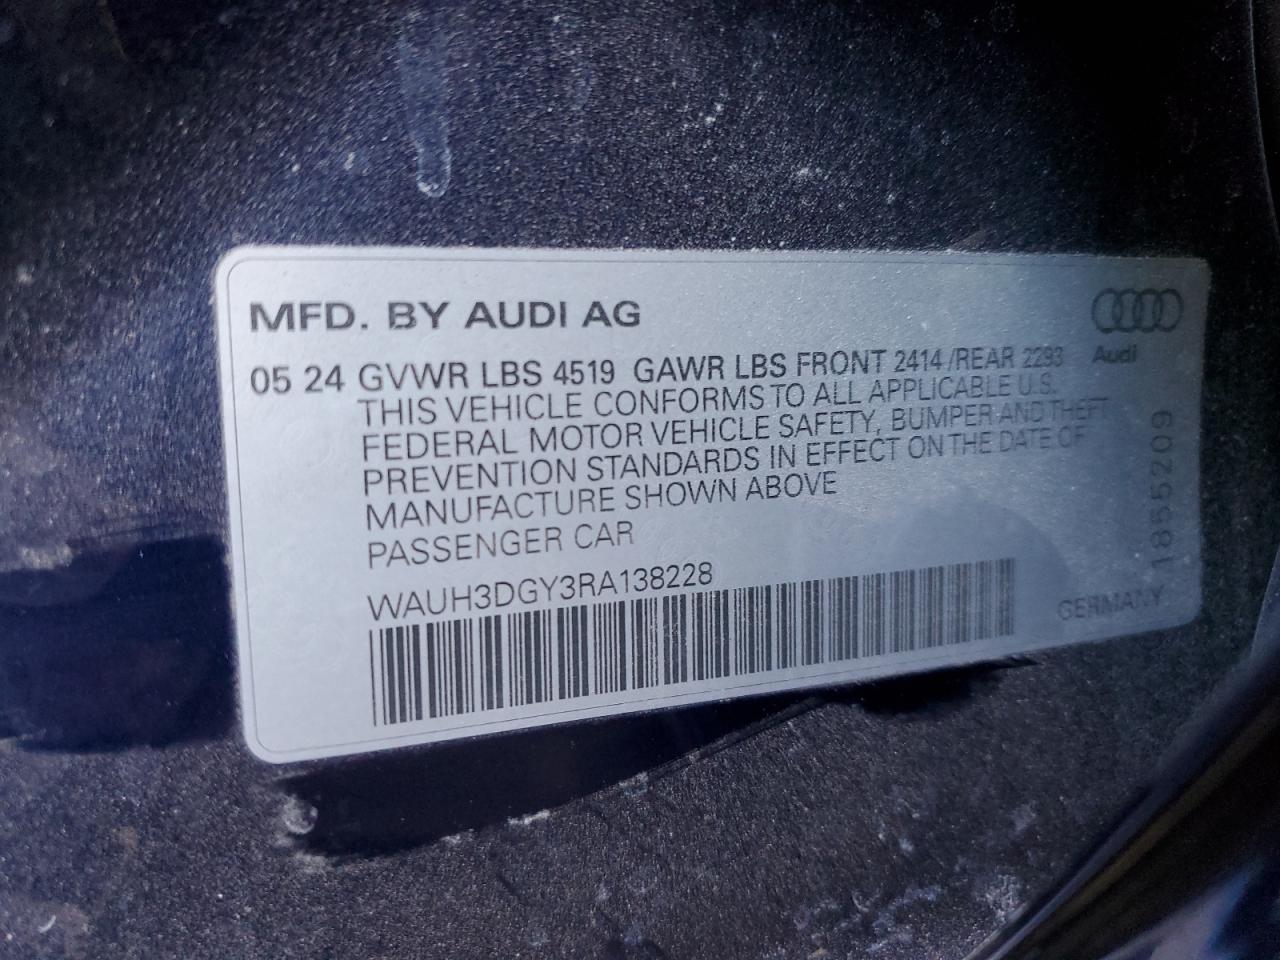 MFD. BY AUDI AG
Audi
05 24 GVWR LBS 4519 GAWR LBS FRONT 2414 /REAR 2293
THIS VEHICLE CONFORMS TO ALL APPLICABLE U.S.
FEDERAL MOTOR VEHICLE SAFETY, BUMPER AND THEFT
PREVENTION STANDARDS IN EFFECT ON THE DATE OF
MANUFACTURE SHOWN ABOVE
PASSENGER CAR
WAUH3DGY3RA138228
GERMANY
1855209